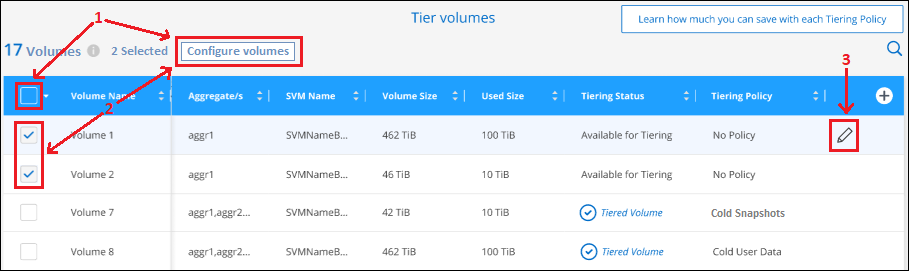 1
Tier volumes
Learn how much you can save with each Tiering Policy
17 Volumes 2 Selected Configure volumes
3
2
Volume Name Aggregate/s SVM Name Volume Size Used Size Tiering Status Tiering Policy
Volume 1 aggr1 SVMNameB... 462 TiB 100 TiB Available for Tiering No Policy
Volume 2 aggr1 SVMNameB... 46 TiB 10 TiB Available for Tiering No Policy
Volume 7 aggr1,aggr2... SVMNameB... 42 TiB 10 TiB Tiered Volume Cold Snapshots
Volume 8 aggr1,aggr2... SVMNameB... 462 TiB 100 TiB Tiered Volume Cold User Data